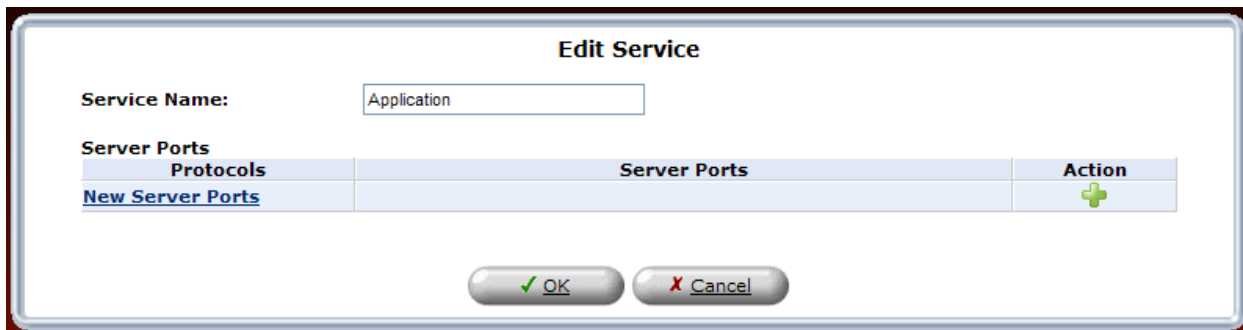 Edit Service
Service Name: Application
Server Ports
Protocols Server Ports Action
New Server Ports
OK Cancel